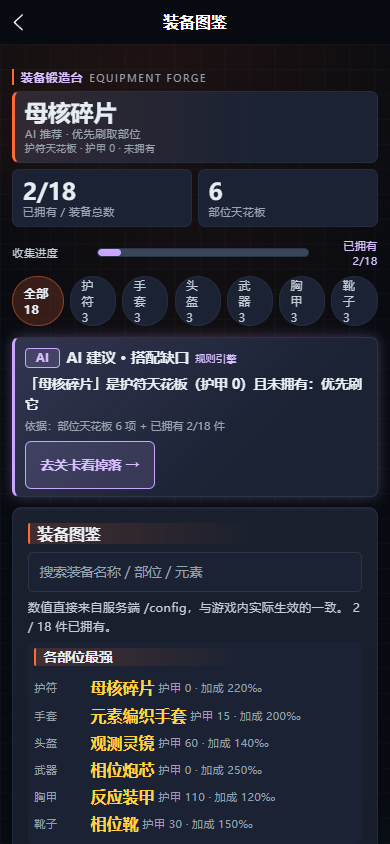 装备图鉴
装备锻造台 EQUIPMENT FORGE
母核碎片
AI 推荐 · 优先刷取部位
护符天花板 · 护甲 0 · 未拥有
2/18
已拥有 / 装备总数
6
部位天花板
收集进度
已拥有
2/18
全部
18
护符
3
手套
3
头盔
3
武器
3
胸甲
3
靴子
3
AI AI 建议 · 搭配缺口 规则引擎
「母核碎片」是护符天花板（护甲 0）且未拥有：优先刷
它
依据：部位天花板 6 项 + 已拥有 2/18 件
去关卡看掉落 →
装备图鉴
搜索装备名称 / 部位 / 元素
数值直接来自服务端 /config，与游戏内实际生效的一致。 2
/ 18 件已拥有。
各部位最强
护符 母核碎片 护甲 0 · 加成 220‰
手套 元素编织手套 护甲 15 · 加成 200‰
头盔 观测灵镜 护甲 60 · 加成 140‰
武器 相位炮芯 护甲 0 · 加成 250‰
胸甲 反应装甲 护甲 110 · 加成 120‰
靴子 相位靴 护甲 30 · 加成 150‰